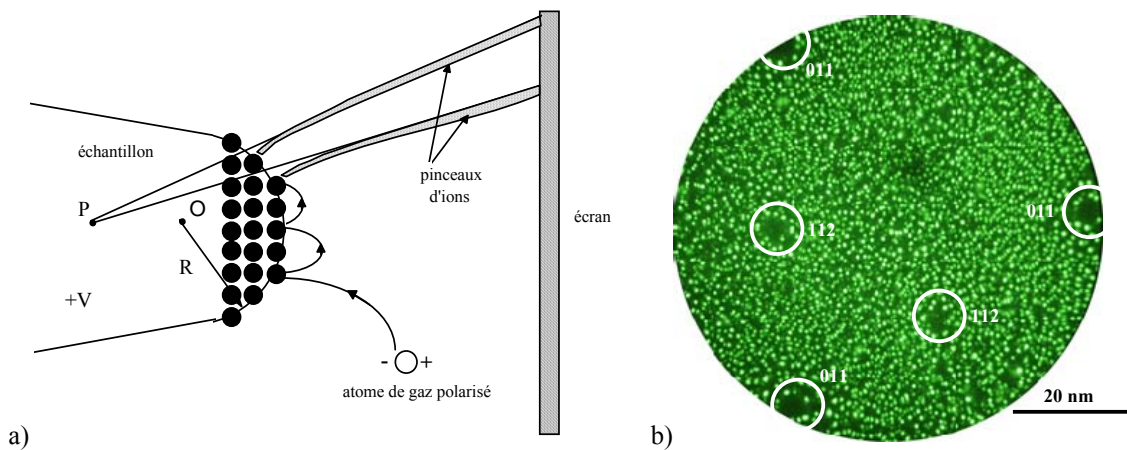 échantillon
P
O
R
+V
pinceaux
d'ions
écran
- +
atome de gaz polarisé
a)
011
011
112
112
011
20 nm
b)